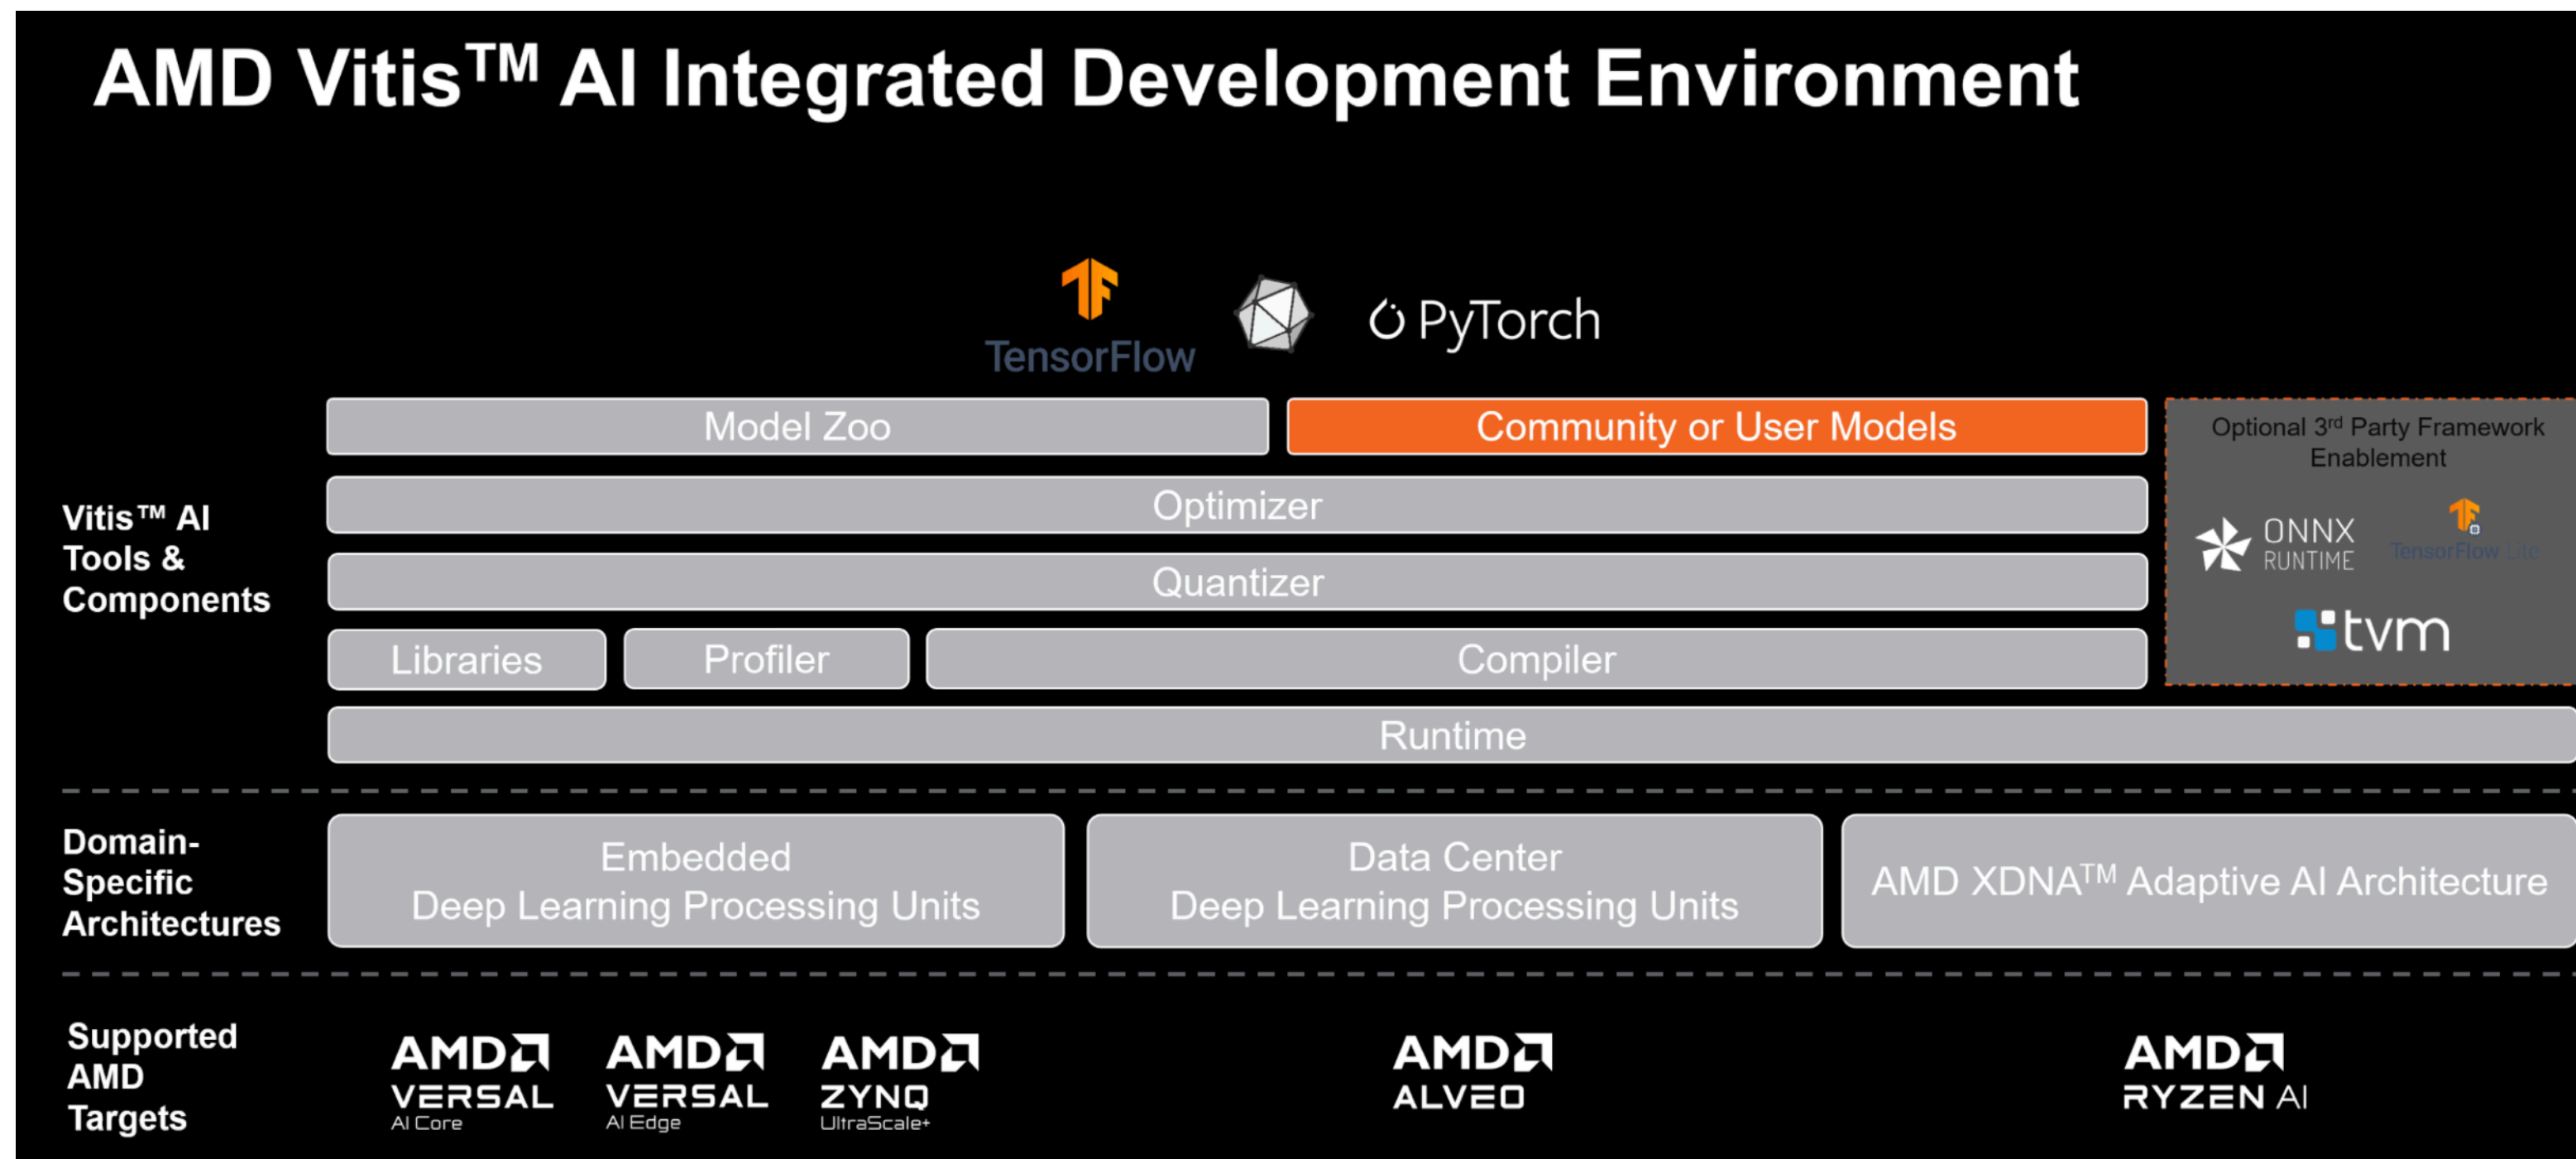 AMD Vitis™ AI Integrated Development Environment
TensorFlow
PyTorch
Model Zoo
Community or User Models
Optional 3rd Party Framework
Enablement
Optimizer
Vitis™ AI
Tools &
Components
ONNX
RUNTIME
TensorFlow Lite
Quantizer
tvm
Libraries
Profiler
Compiler
Runtime
Domain-
Specific
Architectures
Embedded
Deep Learning Processing Units
Data Center
Deep Learning Processing Units
AMD XDNA™ Adaptive AI Architecture
Supported
AMD
Targets
AMD
VERSAL
AI Core
AMD
VERSAL
AI Edge
AMD
ZYNQ
UltraScale+
AMD
ALVEO
AMD
RYZEN AI